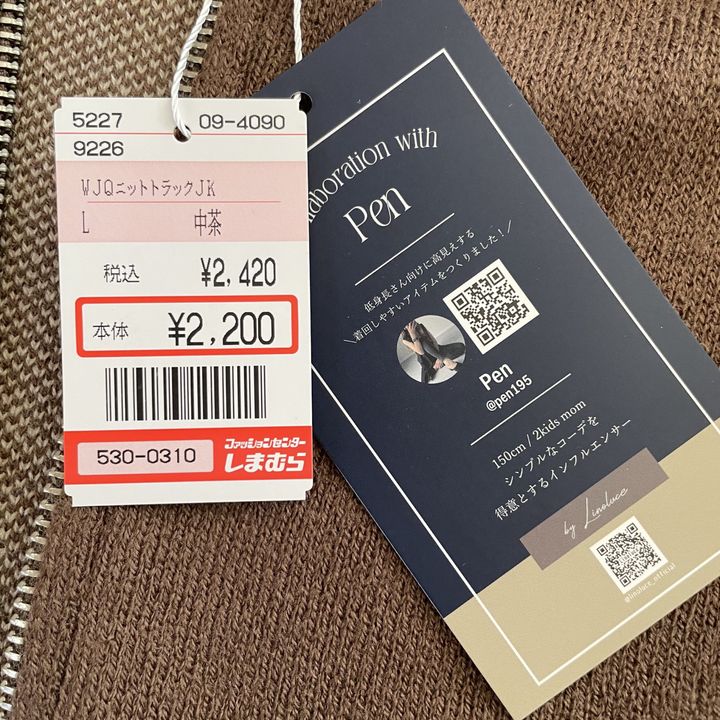 5227 09-4090
9226
WJQニットトラックJK
L 中茶
税込 ¥2,420
本体 ¥2,200
530-0310
ファッションセンター
しまむら
with
Pen
低身長さん向けに高見えする
＼着回しやすいアイテムをつくりました！／
Pen
@pen195
150cm / 2kids mom
シンプルなコーデを
得意とするインフルエンサー
by Linoluce
@linoluce_official